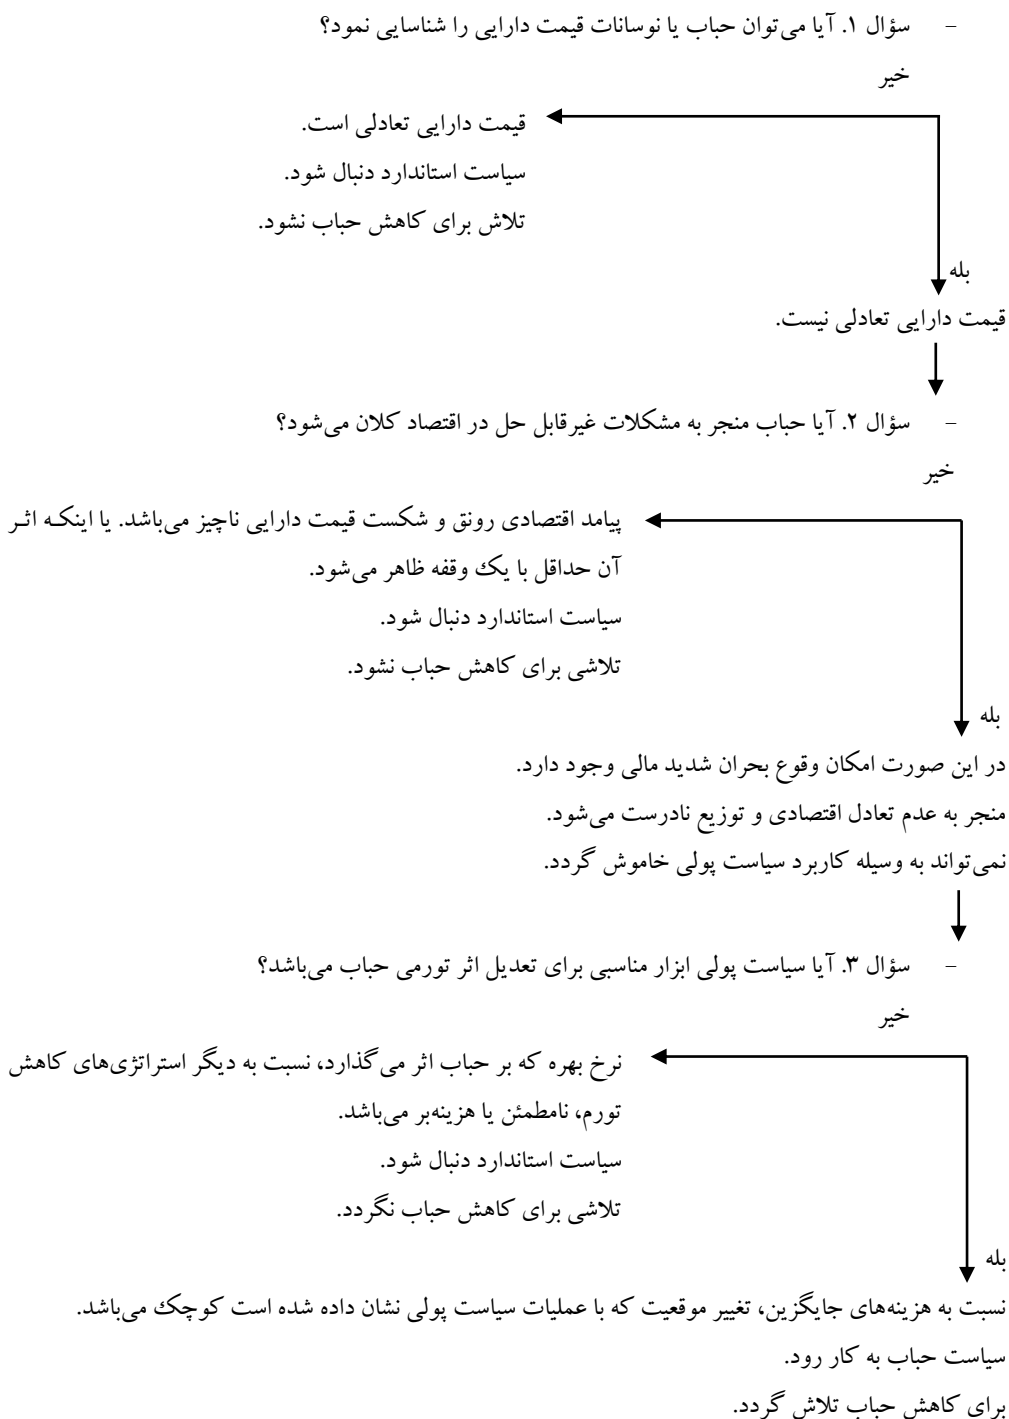 - سؤال ۱. آیا می‌توان حباب یا نوسانات قیمت دارایی را شناسایی نمود؟
خیر
قیمت دارایی تعادلی است.
سیاست استاندارد دنبال شود.
تلاش برای کاهش حباب نشود.
بله
قیمت دارایی تعادلی نیست.
- سؤال ۲. آیا حباب منجر به مشکلات غیرقابل حل در اقتصاد کلان می‌شود؟
خیر
پیامد اقتصادی رونق و شکست قیمت دارایی ناچیز می‌باشد. یا اینکه اثر
آن حداقل با یک وقفه ظاهر می‌شود.
سیاست استاندارد دنبال شود.
تلاشی برای کاهش حباب نشود.
بله
در این صورت امکان وقوع بحران شدید مالی وجود دارد.
منجر به عدم تعادل اقتصادی و توزیع نادرست می‌شود.
نمی‌تواند به وسیله کاربرد سیاست پولی خاموش گردد.
- سؤال ۳. آیا سیاست پولی ابزار مناسبی برای تعدیل اثر تورمی حباب می‌باشد؟
خیر
نرخ بهره که بر حباب اثر می‌گذارد، نسبت به دیگر استراتژی‌های کاهش
تورم، نامطمئن یا هزینه‌بر می‌باشد.
سیاست استاندارد دنبال شود.
تلاشی برای کاهش حباب نگردد.
بله
نسبت به هزینه‌های جایگزین، تغییر موقعیت که با عملیات سیاست پولی نشان داده شده است کوچک می‌باشد.
سیاست حباب به کار رود.
برای کاهش حباب تلاش گردد.